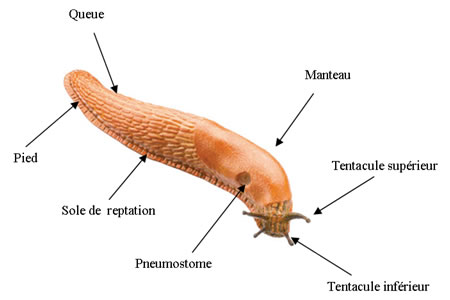 Queue
Manteau
Pied
Tentacule supérieur
Sole de reptation
Pneumostome
Tentacule inférieur